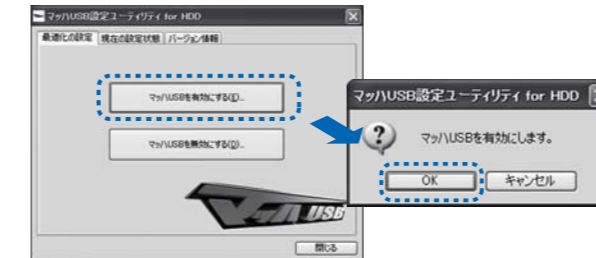 マッハUSB設定ユーティリティ for HDD
最適化の設定 現在の設定状態 バージョン情報
マッハUSBを有効にする(E)...
マッハUSBを無効にする(D)...
マッハ USB
閉じる
マッハUSB設定ユーティリティ for HDD
マッハUSBを有効にします。
OK キャンセル